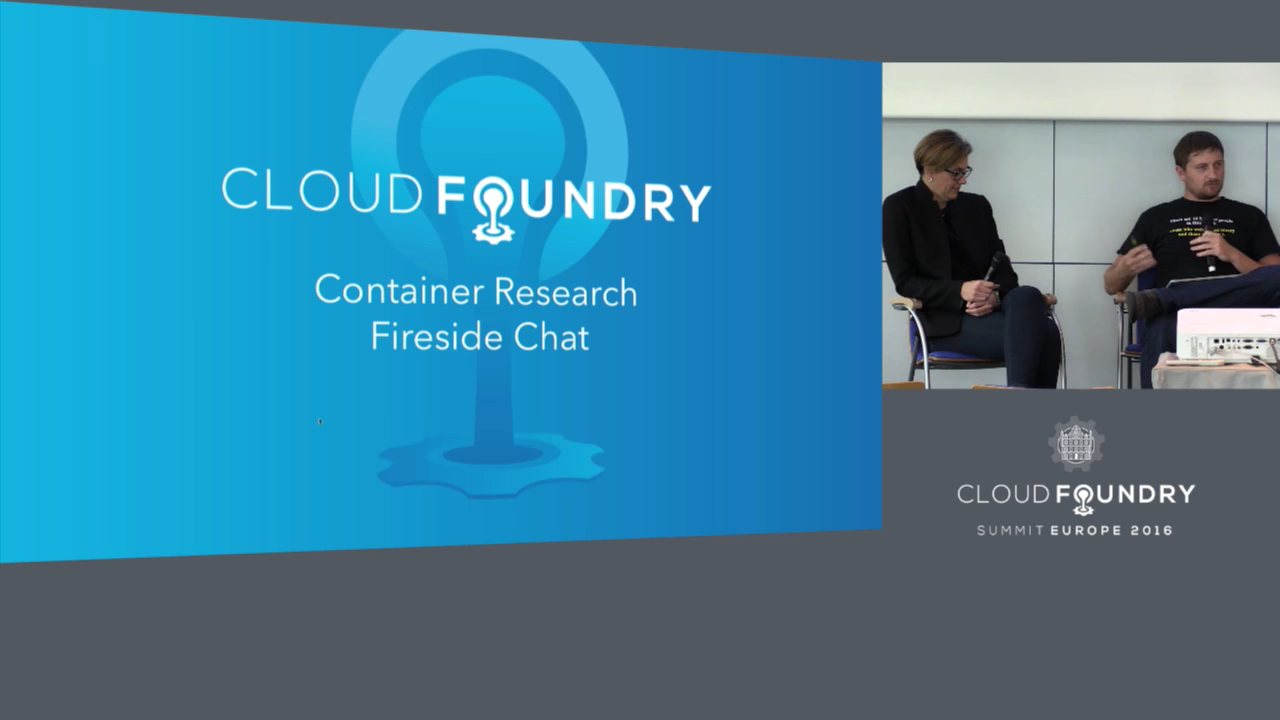 CLOUD FOUNDRY
Container Research
Fireside Chat
CLOUD FOUNDRY
SUMMIT EUROPE 2016